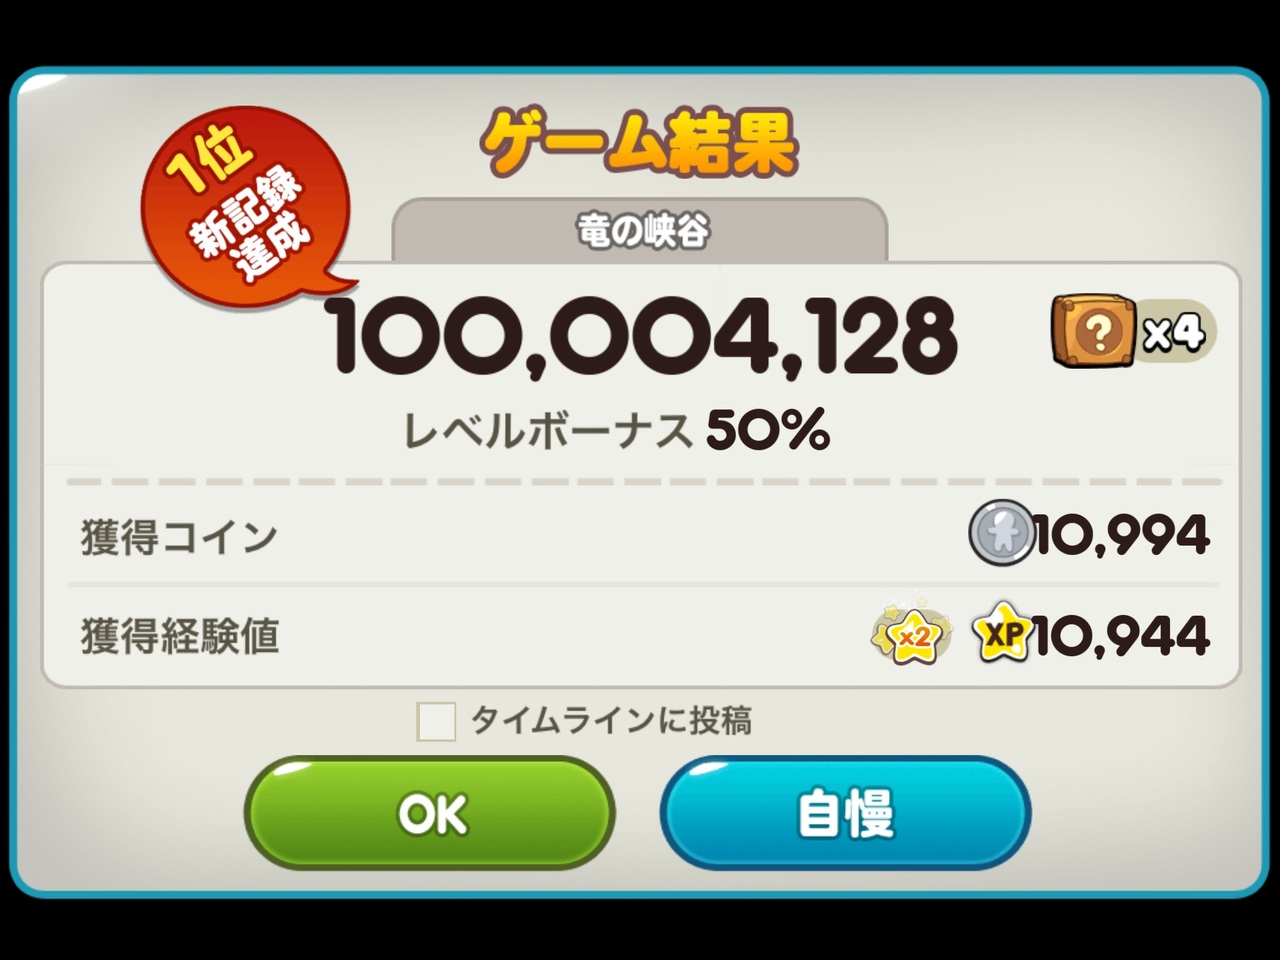 ゲーム結果
1位
新記録
達成
竜の峡谷
100,004,128
? x4
レベルボーナス 50%
獲得コイン 10,994
獲得経験値 x2 XP 10,944
タイムラインに投稿
OK 自慢